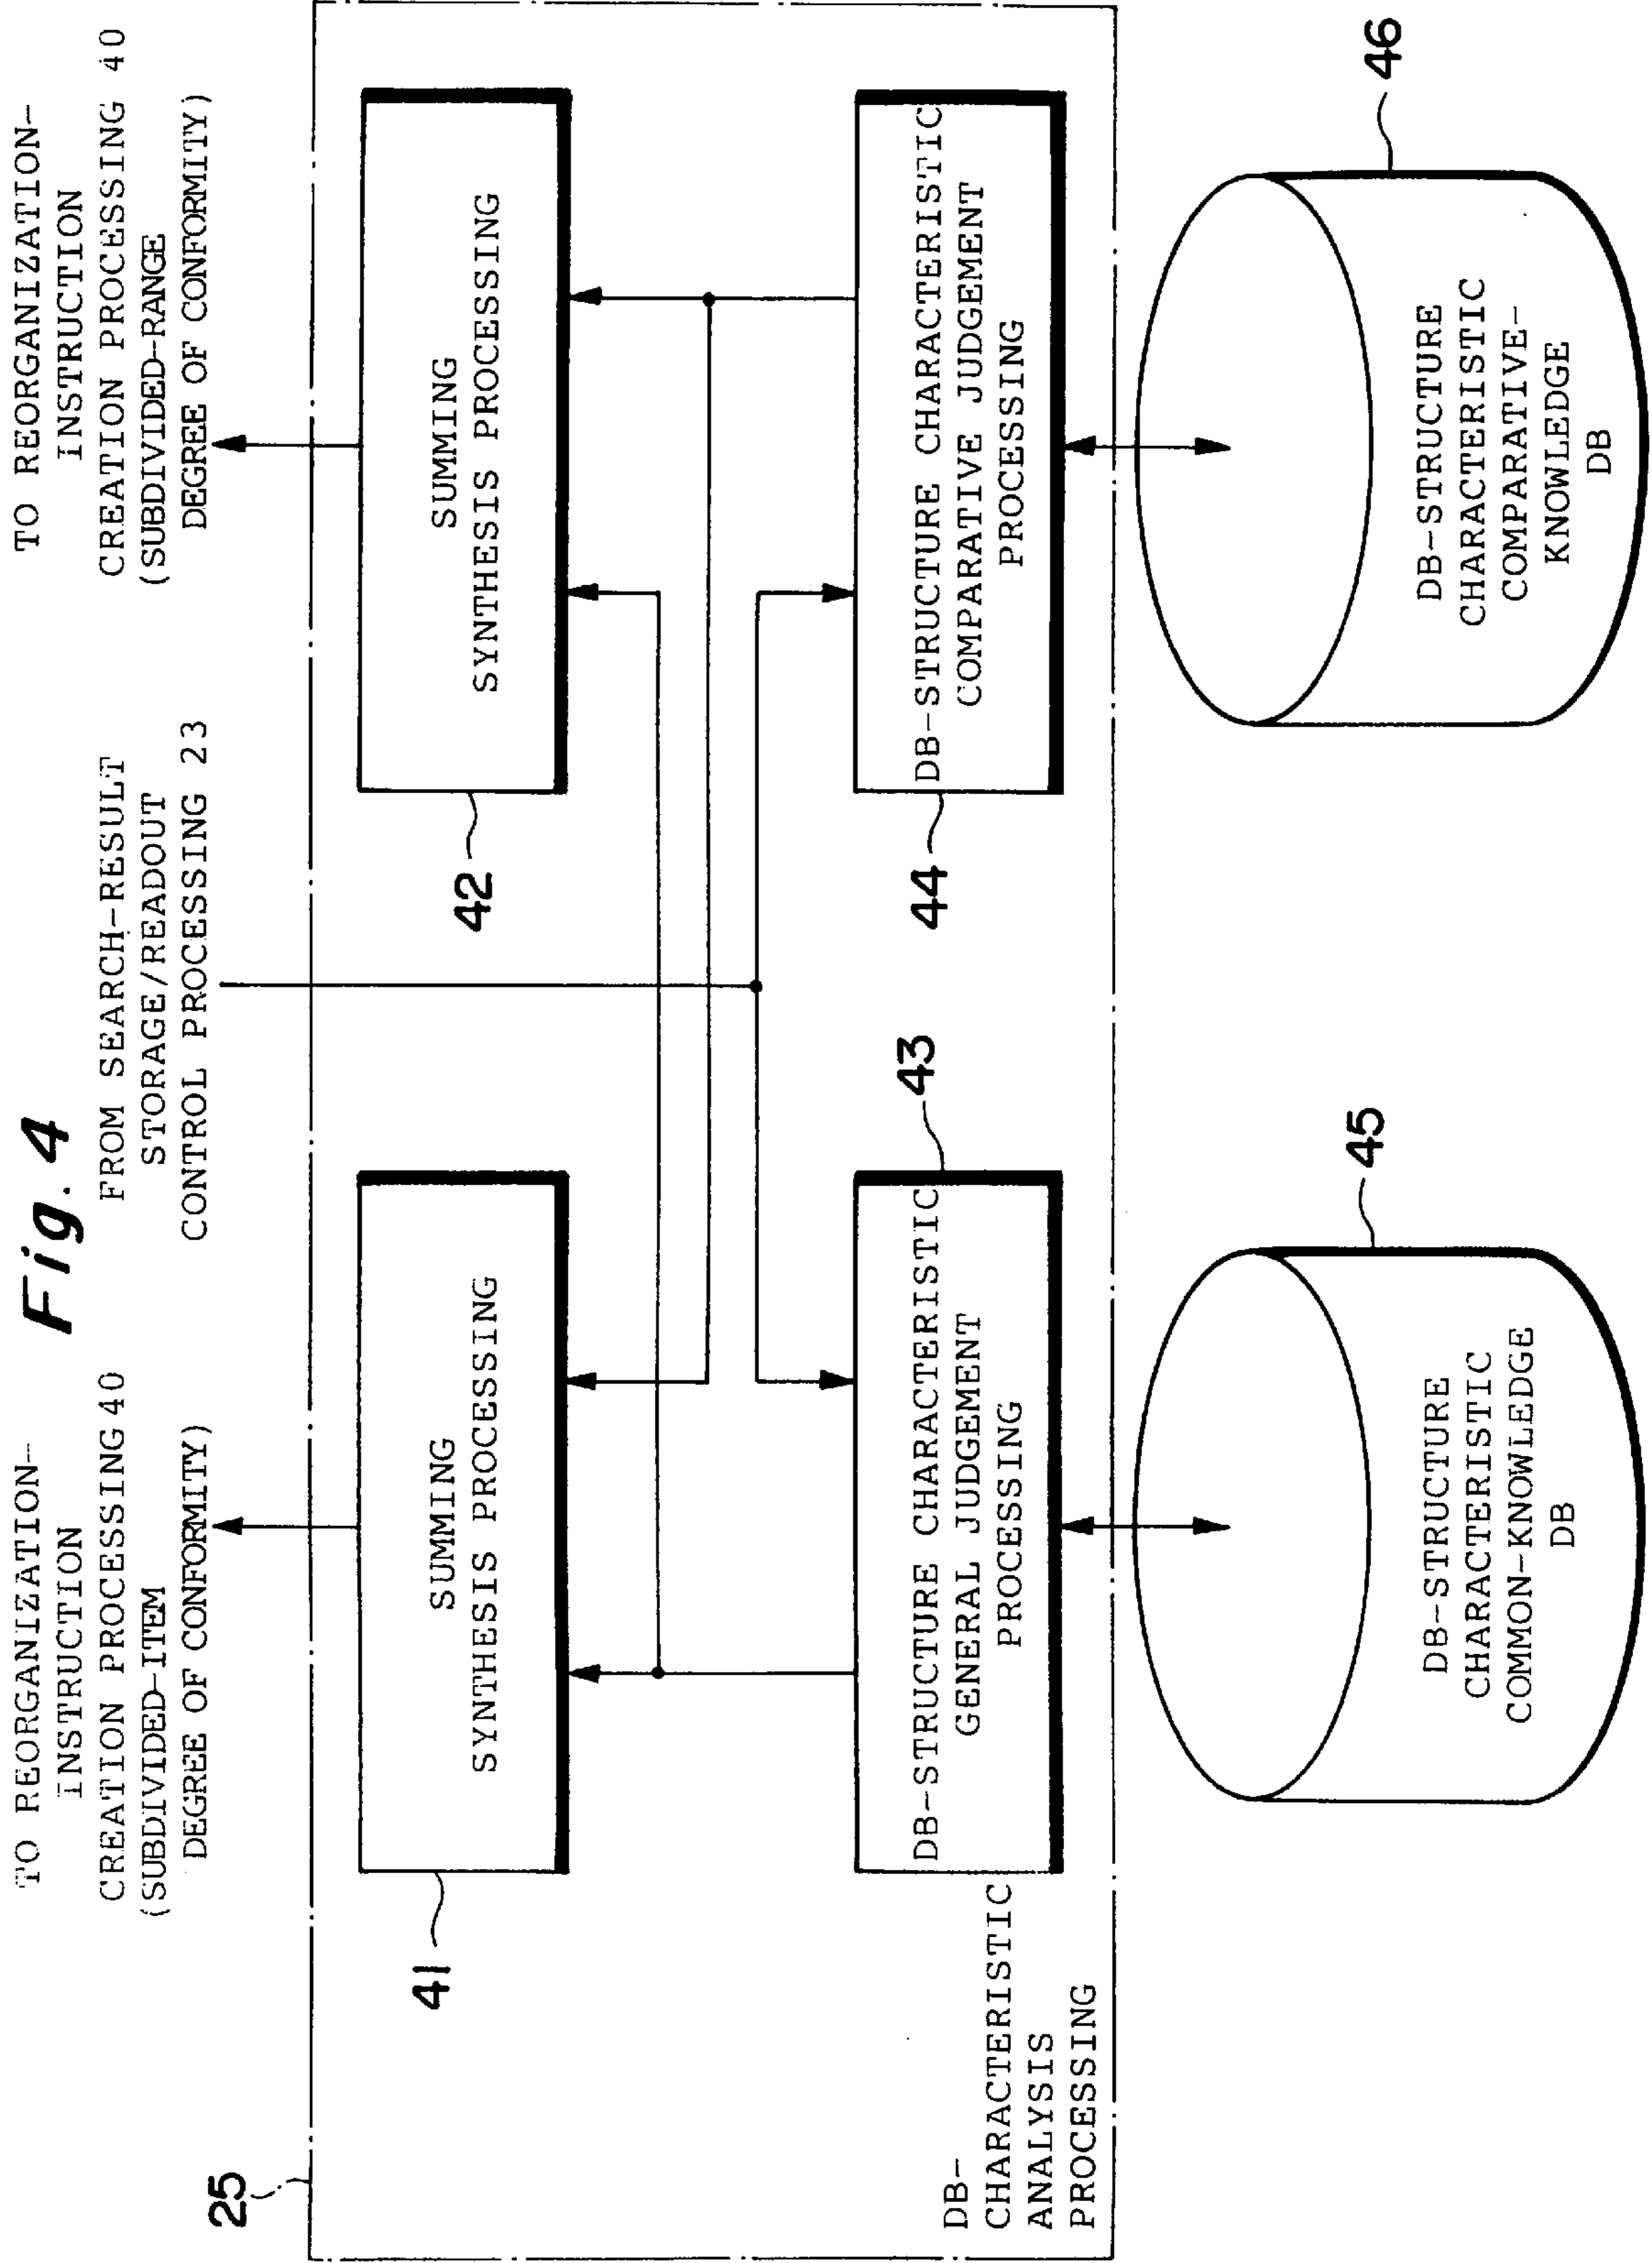 Fig. 4
TO REORGANIZATION-
INSTRUCTION
CREATION PROCESSING 40
(SUBDIVIDED-ITEM
DEGREE OF CONFORMITY)
FROM SEARCH-RESULT
STORAGE/READOUT
CONTROL PROCESSING 23
TO REORGANIZATION-
INSTRUCTION
CREATION PROCESSING 40
(SUBDIVIDED-RANGE
DEGREE OF CONFORMITY)
25
SUMMING
SYNTHESIS PROCESSING
41
SUMMING
SYNTHESIS PROCESSING
42
DB-STRUCTURE CHARACTERISTIC
GENERAL JUDGEMENT
PROCESSING
43
DB-STRUCTURE CHARACTERISTIC
COMPARATIVE JUDGEMENT
PROCESSING
44
DB-
CHARACTERISTIC
ANALYSIS
PROCESSING
DB-STRUCTURE
CHARACTERISTIC
COMMON-KNOWLEDGE
DB
45
DB-STRUCTURE
CHARACTERISTIC
COMPARATIVE-
KNOWLEDGE
DB
46